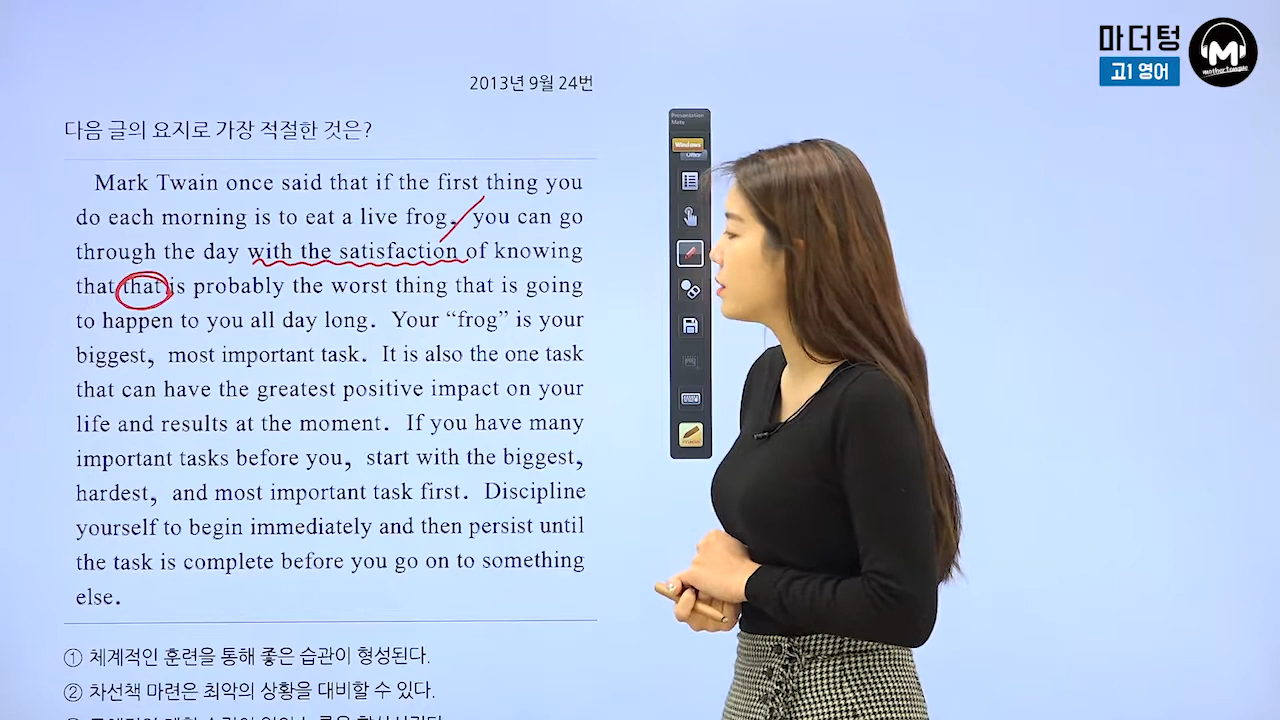 마더텅
고1 영어
mother tongue
2013년 9월 24번
다음 글의 요지로 가장 적절한 것은?
Mark Twain once said that if the first thing you
do each morning is to eat a live frog, you can go
through the day with the satisfaction of knowing
that that is probably the worst thing that is going
to happen to you all day long. Your “frog” is your
biggest, most important task. It is also the one task
that can have the greatest positive impact on your
life and results at the moment. If you have many
important tasks before you, start with the biggest,
hardest, and most important task first. Discipline
yourself to begin immediately and then persist until
the task is complete before you go on to something
else.
① 체계적인 훈련을 통해 좋은 습관이 형성된다.
② 차선책 마련은 최악의 상황을 대비할 수 있다.
Presentation
Mate
Windows